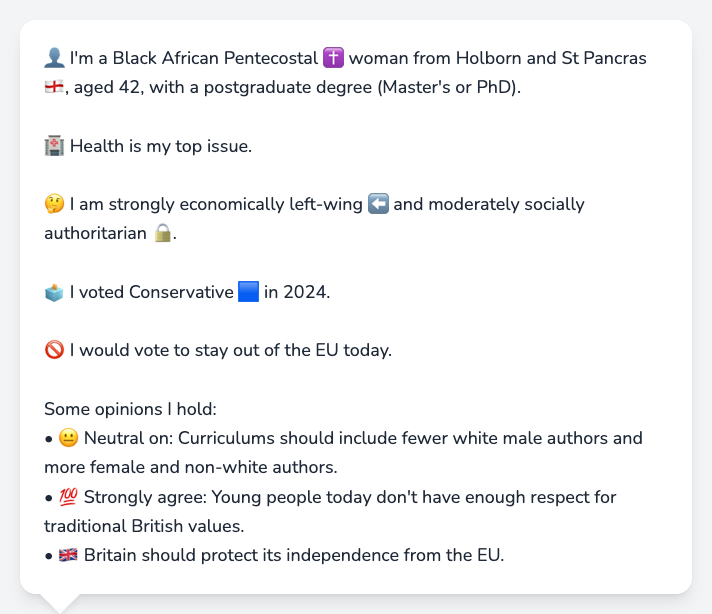 👤 I'm a Black African Pentecostal ✝️ woman from Holborn and St Pancras
🏴󠁧󠁢󠁥󠁮󠁧󠁿, aged 42, with a postgraduate degree (Master's or PhD).
🏥 Health is my top issue.
🤔 I am strongly economically left-wing ⬅️ and moderately socially
authoritarian 🔒.
🗳️ I voted Conservative 🟦 in 2024.
🚫 I would vote to stay out of the EU today.
Some opinions I hold:
• 😐 Neutral on: Curriculums should include fewer white male authors and
more female and non-white authors.
• 💯 Strongly agree: Young people today don't have enough respect for
traditional British values.
• 🇬🇧 Britain should protect its independence from the EU.